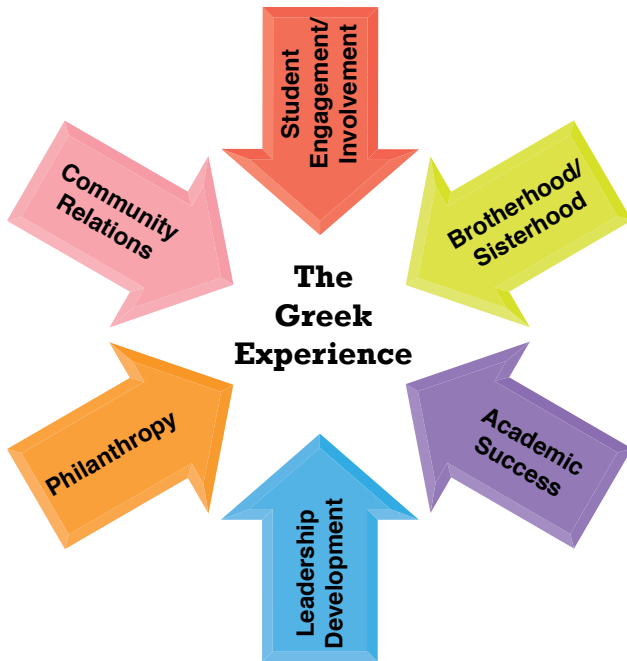 Student
Engagement/
Involvement
Brotherhood/
Sisterhood
Academic
Success
Leadership
Development
Philanthropy
Community
Relations
The
Greek
Experience